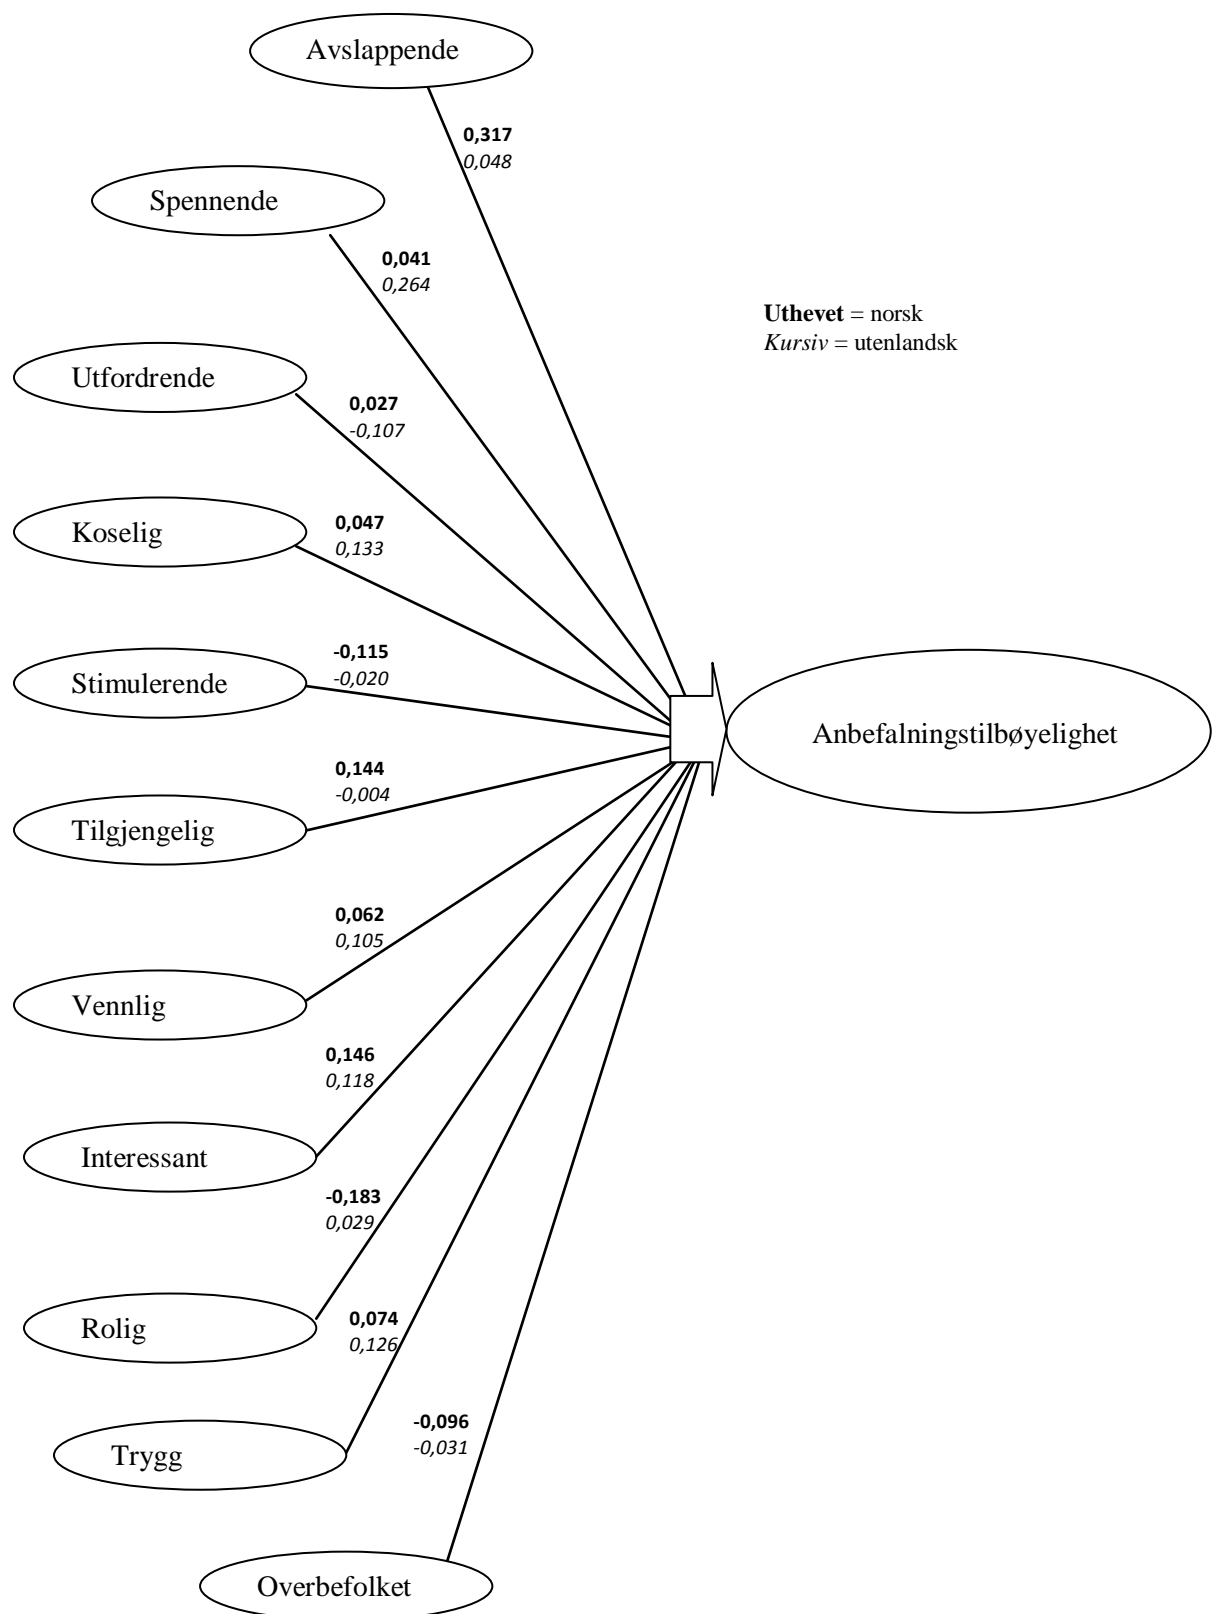 Avslappende
0,317
0,048
Spennende
0,041
0,264
Uthevet = norsk
Kursiv = utenlandsk
Utfordrende
0,027
-0,107
Koselig
0,047
0,133
Stimulerende
-0,115
-0,020
Anbefalningstilbøyelighet
Tilgjengelig
0,144
-0,004
Vennlig
0,062
0,105
Interessant
0,146
0,118
Rolig
-0,183
0,029
Trygg
0,074
0,126
Overbefolket
-0,096
-0,031